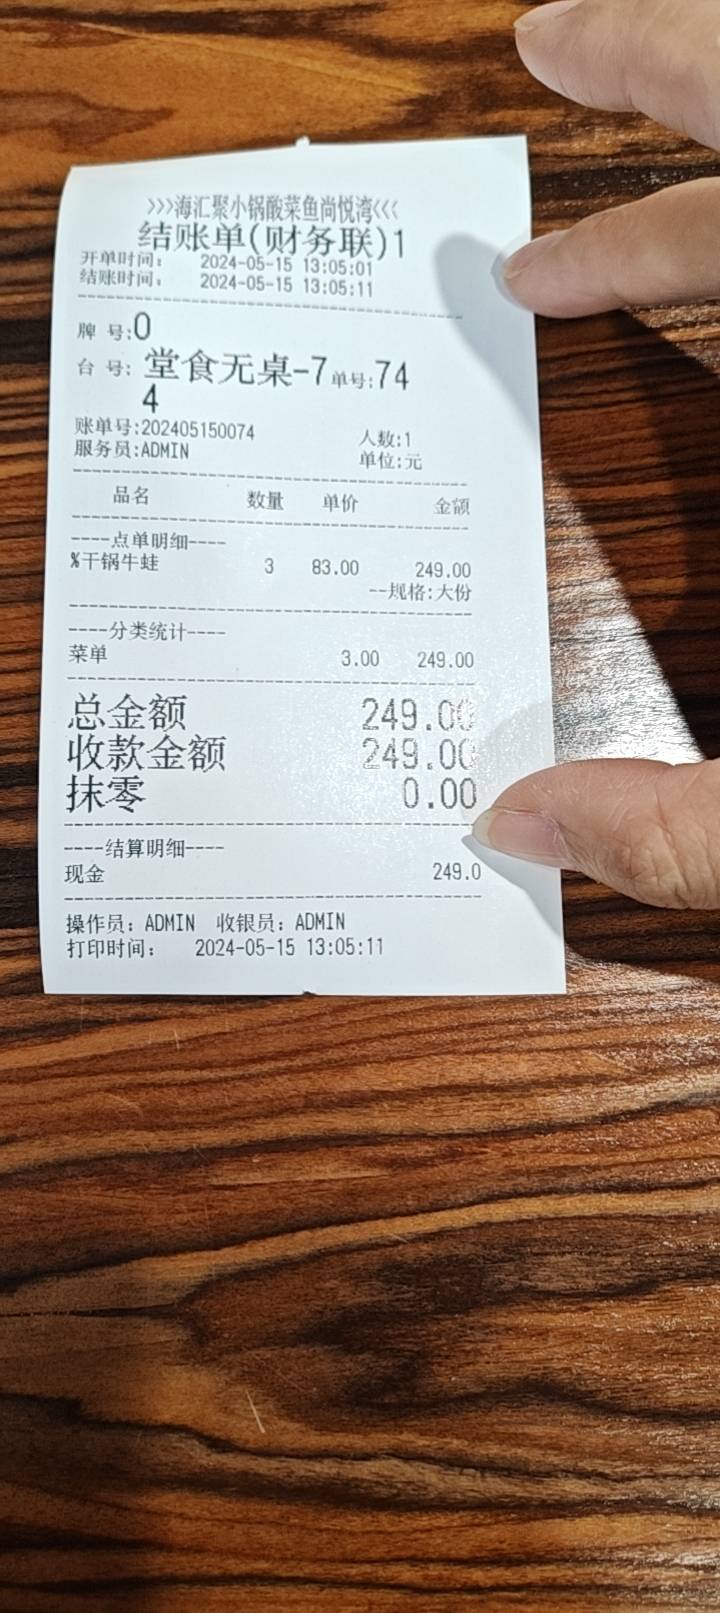 >>>海汇聚小锅酸菜鱼尚悦湾<<<
结账单(财务联)1
开单时间: 2024-05-15 13:05:01
结账时间: 2024-05-15 13:05:11
牌 号:0
台 号: 堂食无桌-7 单号:74
4
账单号:202405150074 人数:1
服务员:ADMIN 单位:元
品名 数量 单价 金额
----点单明细----
%干锅牛蛙 3 83.00 249.00
--规格:大份
----分类统计----
菜单 3.00 249.00
总金额 249.00
收款金额 249.00
抹零 0.00
----结算明细----
现金 249.0
操作员: ADMIN 收银员: ADMIN
打印时间: 2024-05-15 13:05:11